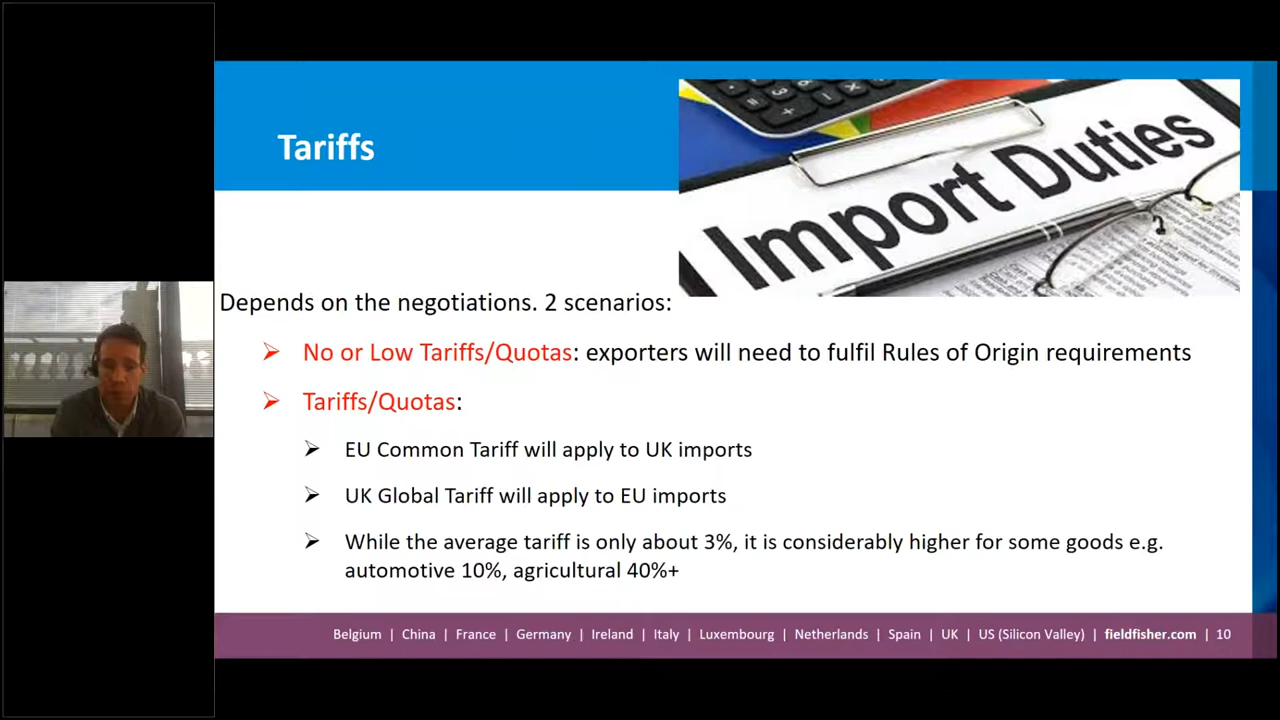 Tariffs
Import Duties
Depends on the negotiations. 2 scenarios:
➢ No or Low Tariffs/Quotas: exporters will need to fulfil Rules of Origin requirements
➢ Tariffs/Quotas:
➢ EU Common Tariff will apply to UK imports
➢ UK Global Tariff will apply to EU imports
➢ While the average tariff is only about 3%, it is considerably higher for some goods e.g.
automotive 10%, agricultural 40%+
Belgium | China | France | Germany | Ireland | Italy | Luxembourg | Netherlands | Spain | UK | US (Silicon Valley) | fieldfisher.com | 10